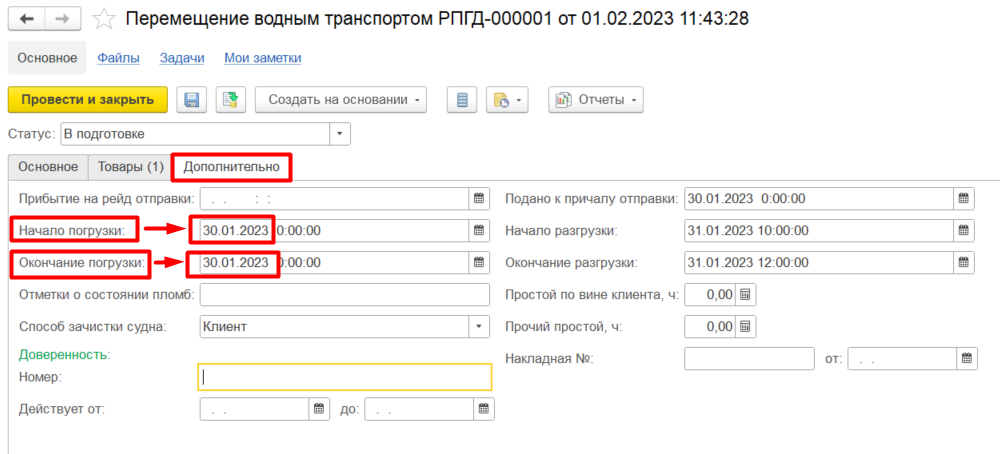 Перемещение водным транспортом РПГД-000001 от 01.02.2023 11:43:28
Основное Файлы Задачи Мои заметки
Провести и закрыть Создать на основании Отчеты
Статус: В подготовке
Основное Товары (1) Дополнительно
Прибытие на рейд отправки: . . : : Подано к причалу отправки: 30.01.2023 0:00:00
Начало погрузки: 30.01.2023 0:00:00 Начало разгрузки: 31.01.2023 10:00:00
Окончание погрузки: 30.01.2023 0:00:00 Окончание разгрузки: 31.01.2023 12:00:00
Отметки о состоянии пломб: Простой по вине клиента, ч: 0,00
Способ зачистки судна: Клиент Прочий простой, ч: 0,00
Доверенность: Накладная №: от: . .
Номер:
Действует от: . . до: . .